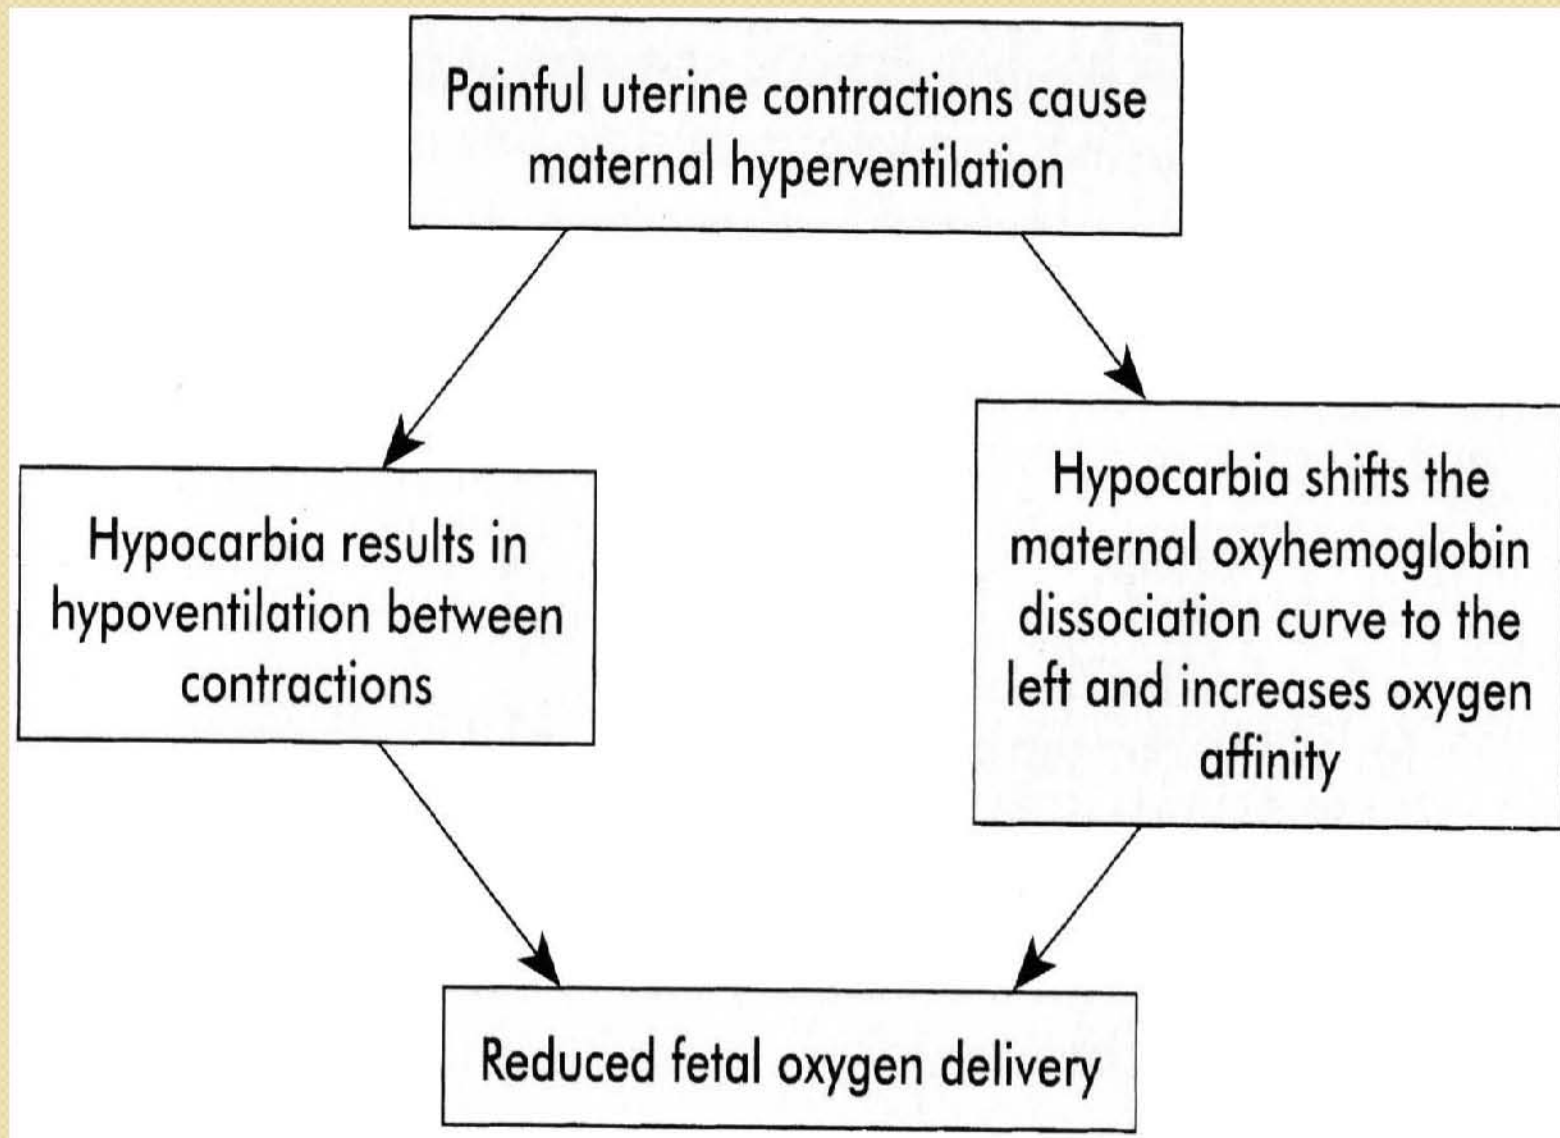 Painful uterine contractions cause
maternal hyperventilation
Hypocarbia results in
hypoventilation between
contractions
Hypocarbia shifts the
maternal oxyhemoglobin
dissociation curve to the
left and increases oxygen
affinity
Reduced fetal oxygen delivery